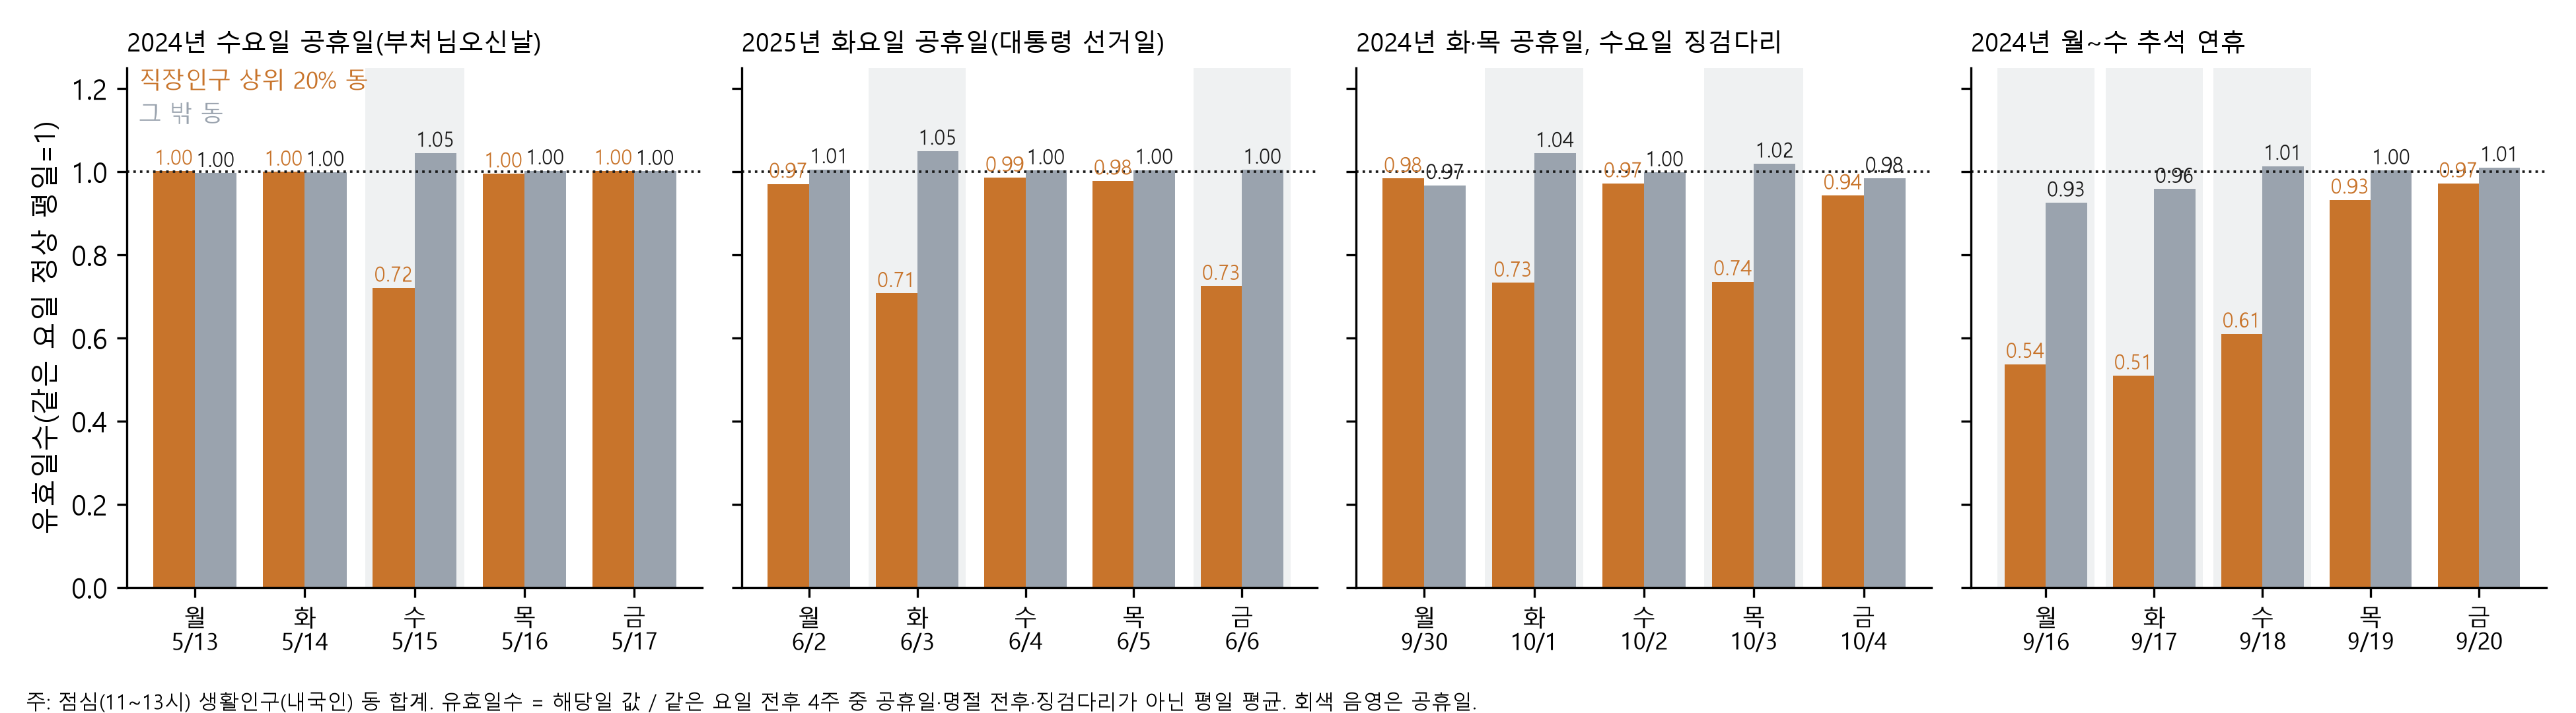 2024년 수요일 공휴일(부처님오신날)
2025년 화요일 공휴일(대통령 선거일)
2024년 화·목 공휴일, 수요일 징검다리
2024년 월~수 추석 연휴
직장인구 상위 20% 동
그 밖 동
유효일수(같은 요일 정상 평일=1)
1.2
1.0
0.8
0.6
0.4
0.2
0.0
1.00 1.00 1.00 1.00 0.72 1.05 1.00 1.00 1.00 1.00
0.97 1.01 0.71 1.05 0.99 1.00 0.98 1.00 0.73 1.00
0.98 0.97 0.73 1.04 0.97 1.00 0.74 1.02 0.94 0.98
0.54 0.93 0.51 0.96 0.61 1.01 0.93 1.00 0.97 1.01
월 화 수 목 금
5/13 5/14 5/15 5/16 5/17
월 화 수 목 금
6/2 6/3 6/4 6/5 6/6
월 화 수 목 금
9/30 10/1 10/2 10/3 10/4
월 화 수 목 금
9/16 9/17 9/18 9/19 9/20
주: 점심(11~13시) 생활인구(내국인) 동 합계. 유효일수 = 해당일 값 / 같은 요일 전후 4주 중 공휴일·명절 전후·징검다리가 아닌 평일 평균. 회색 음영은 공휴일.